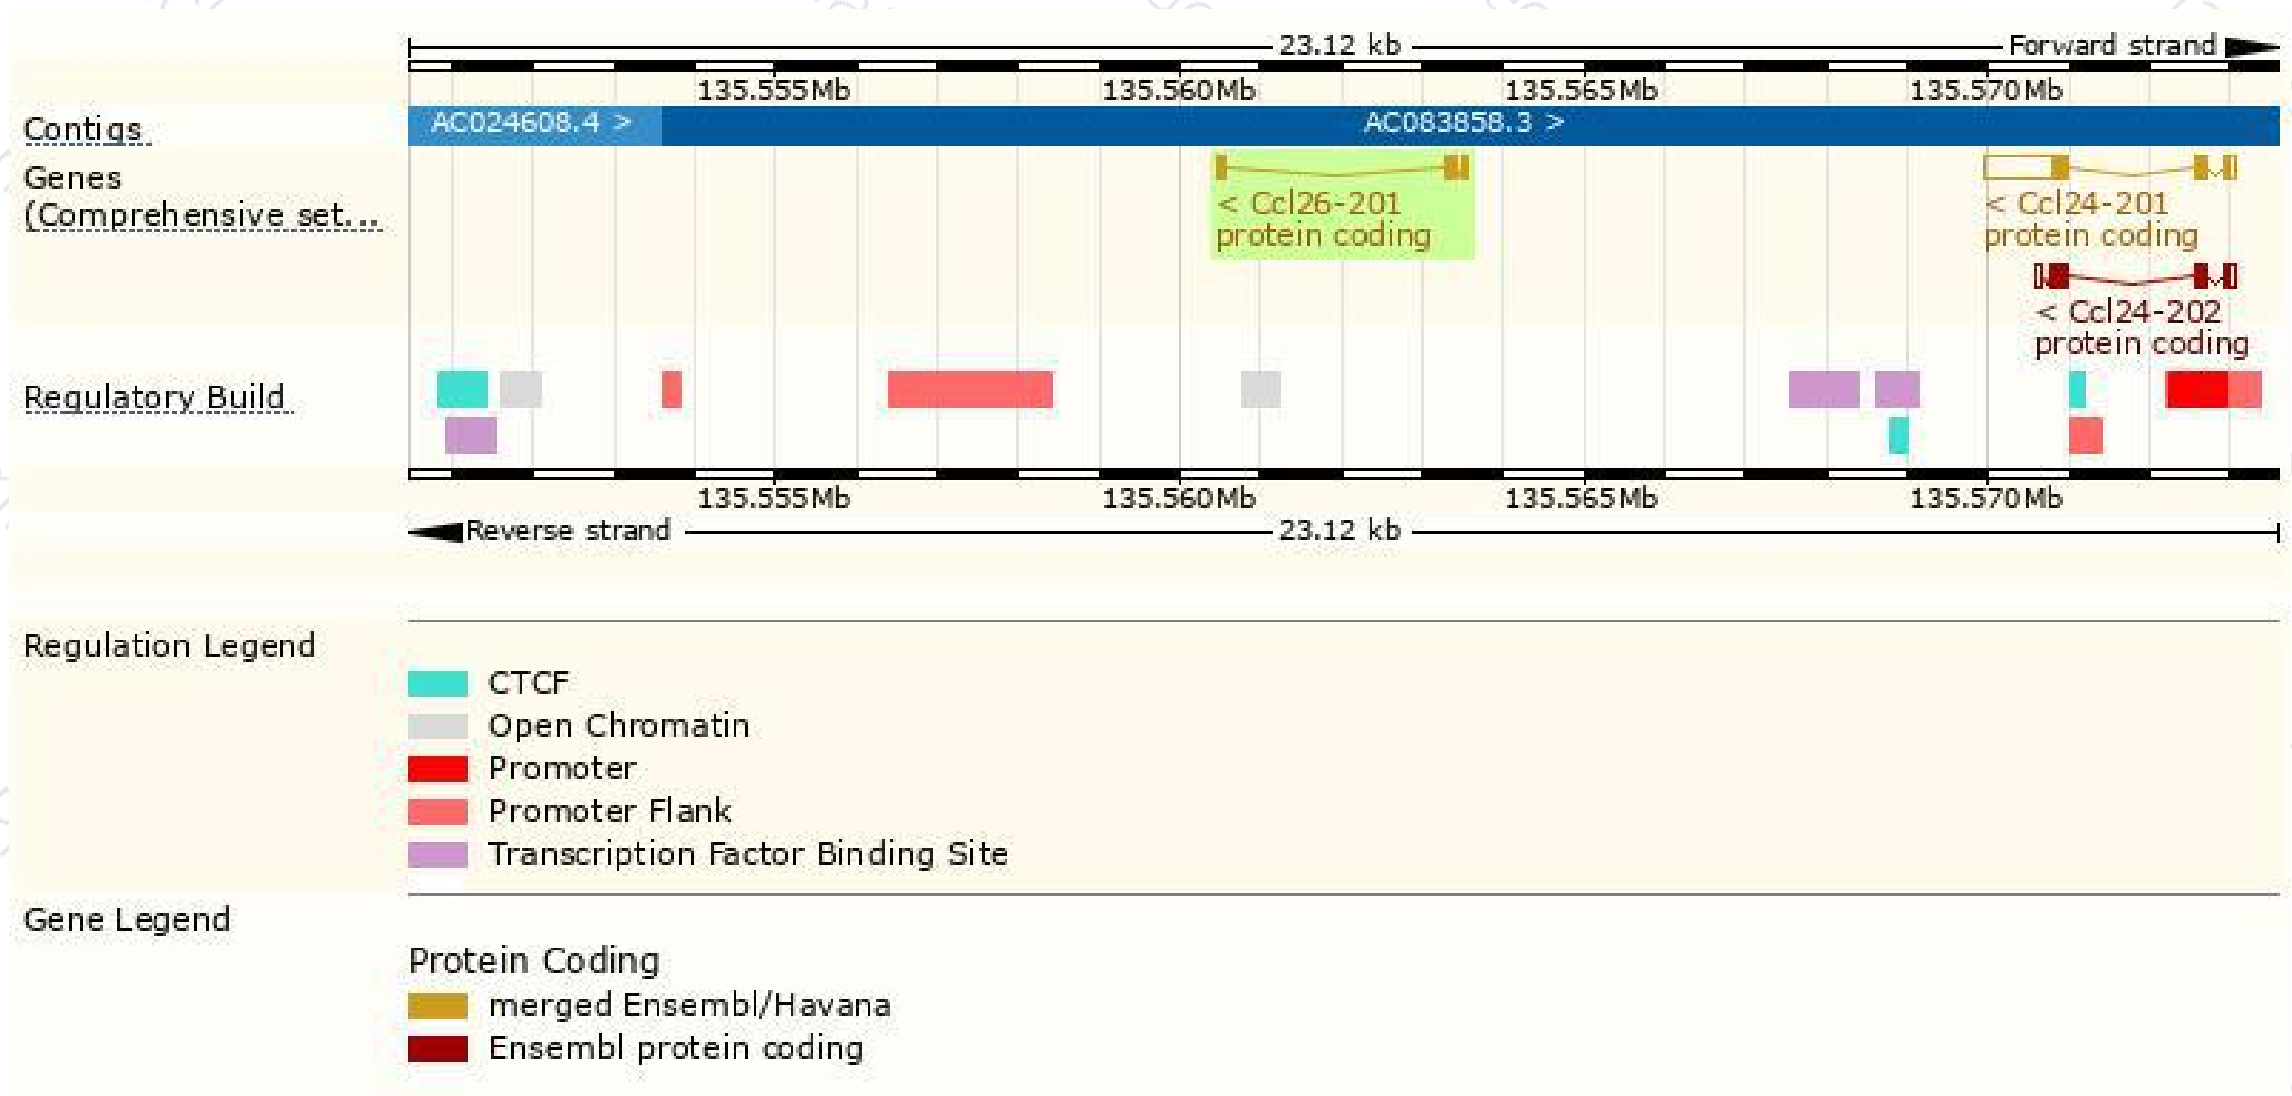 23.12 kb
Forward strand
135.555Mb 135.560Mb 135.565Mb 135.570Mb
Contigs
AC024608.4 > AC083858.3 >
Genes
(Comprehensive set...
< Ccl26-201
protein coding
< Ccl24-201
protein coding
< Ccl24-202
protein coding
Regulatory Build
135.555Mb 135.560Mb 135.565Mb 135.570Mb
Reverse strand 23.12 kb
Regulation Legend
CTCF
Open Chromatin
Promoter
Promoter Flank
Transcription Factor Binding Site
Gene Legend
Protein Coding
merged Ensembl/Havana
Ensembl protein coding